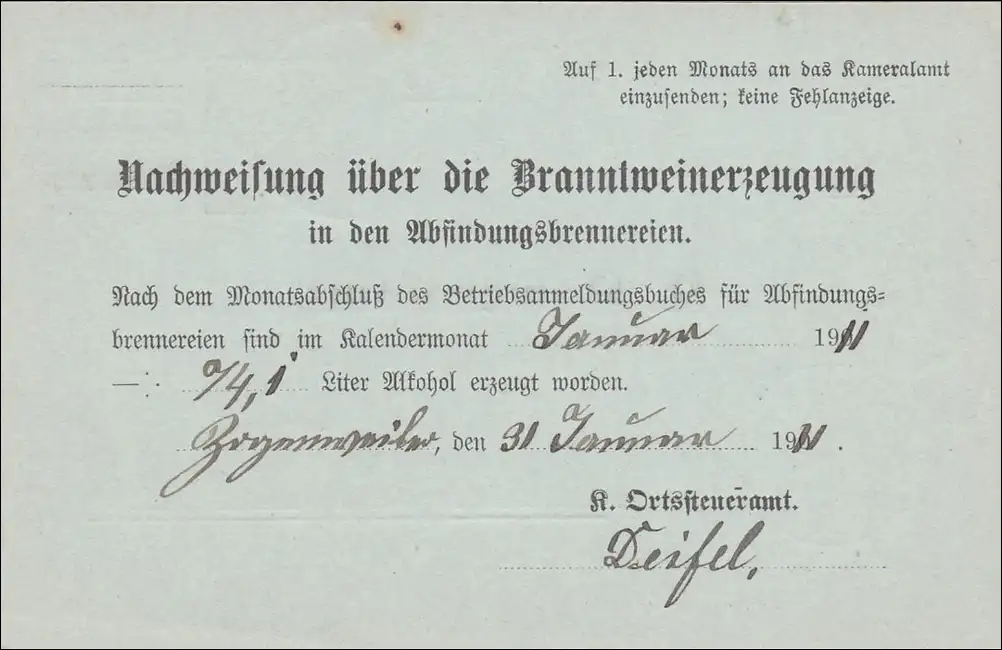 Auf 1. jeden Monats an das Kameralamt
einzusenden; keine Fehlanzeige.
Nachweisung über die Branntweinerzeugung
in den Abfindungsbrennereien.
Nach dem Monatsabschluß des Betriebsanmeldungsbuches für Abfindungs-
brennereien sind im Kalendermonat Januar 1911
—: 74,1 Liter Alkohol erzeugt worden.
Zogenweiler, den 31 Januar 1911.
K. Ortssteueramt.
Deifel,